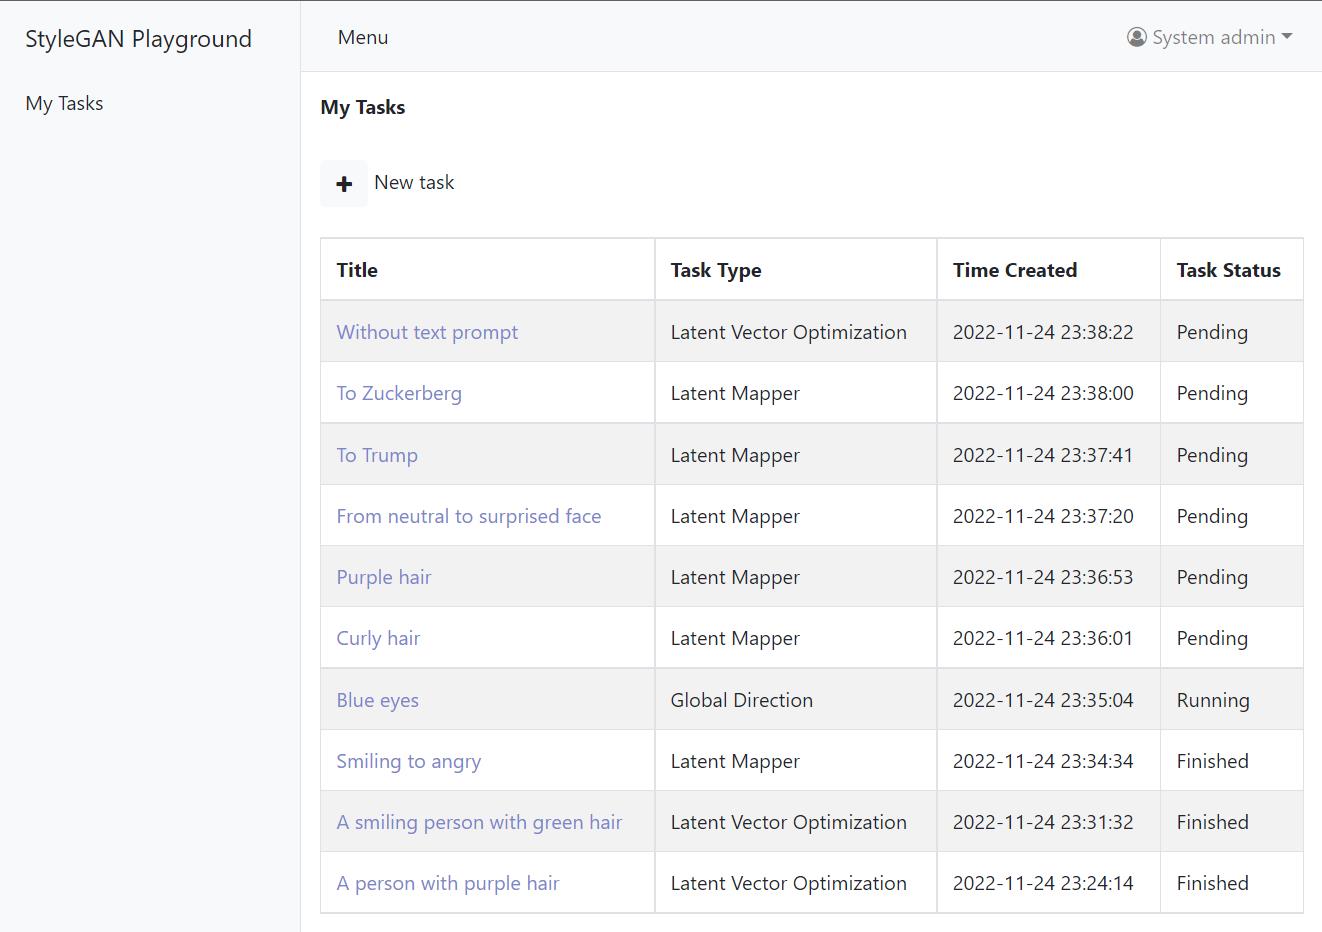 StyleGAN Playground
Menu
System admin
My Tasks
My Tasks
New task
Title Task Type Time Created Task Status
Without text prompt Latent Vector Optimization 2022-11-24 23:38:22 Pending
To Zuckerberg Latent Mapper 2022-11-24 23:38:00 Pending
To Trump Latent Mapper 2022-11-24 23:37:41 Pending
From neutral to surprised face Latent Mapper 2022-11-24 23:37:20 Pending
Purple hair Latent Mapper 2022-11-24 23:36:53 Pending
Curly hair Latent Mapper 2022-11-24 23:36:01 Pending
Blue eyes Global Direction 2022-11-24 23:35:04 Running
Smiling to angry Latent Mapper 2022-11-24 23:34:34 Finished
A smiling person with green hair Latent Vector Optimization 2022-11-24 23:31:32 Finished
A person with purple hair Latent Vector Optimization 2022-11-24 23:24:14 Finished